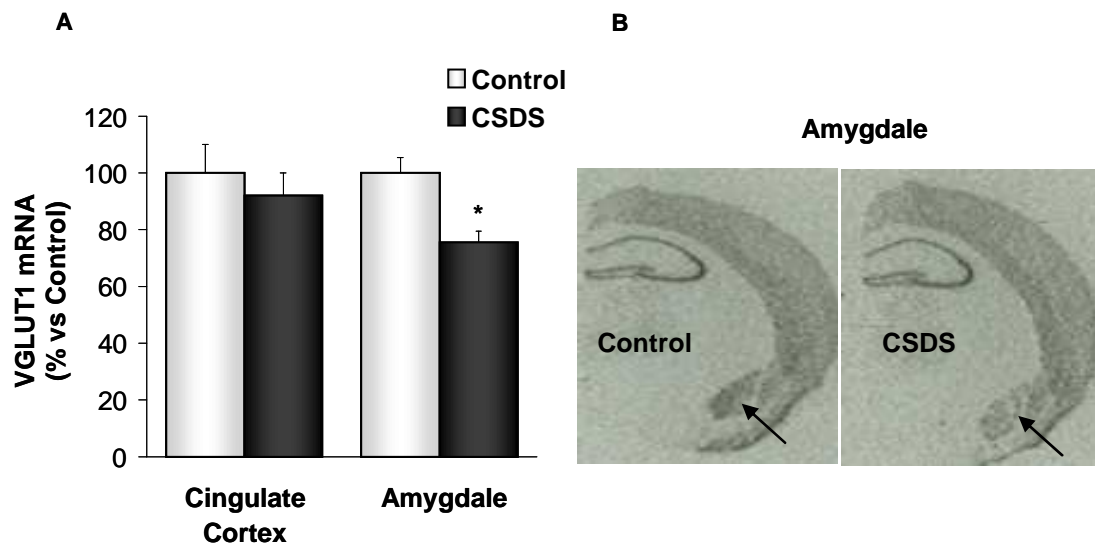 A
Control
CSDS
120
100
80
60
40
20
0
VGLUT1 mRNA
(% vs Control)
*
Cingulate
Cortex
Amygdale
B
Amygdale
Control
CSDS